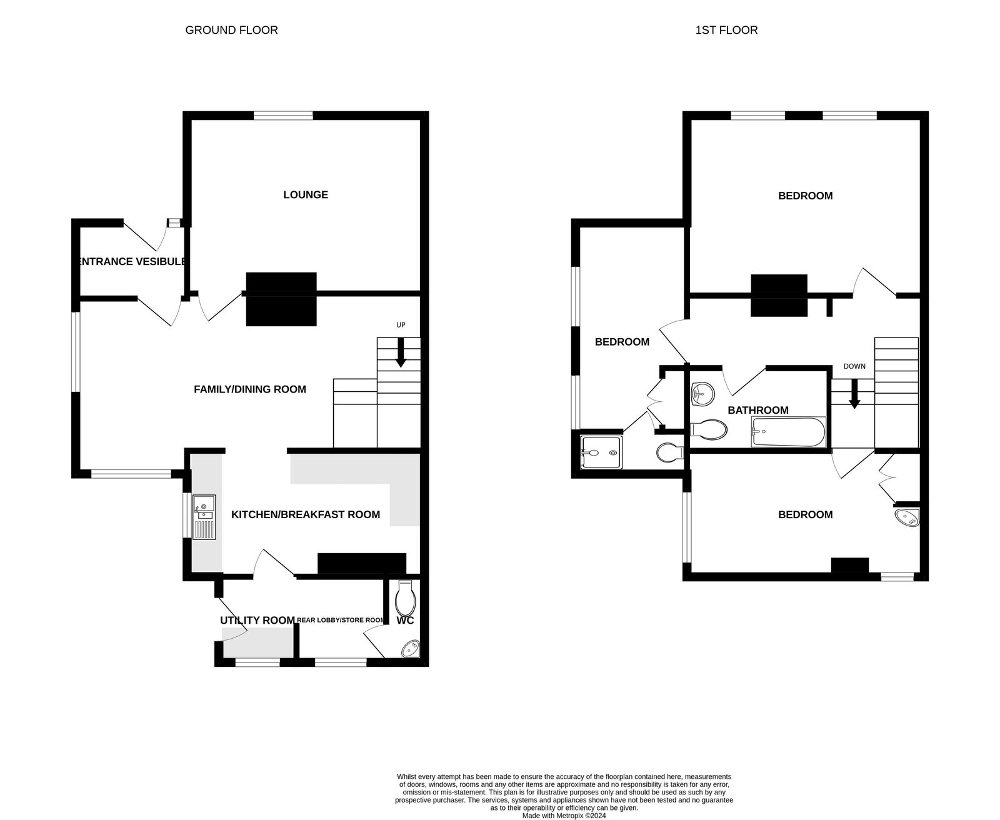 GROUND FLOOR
1ST FLOOR
LOUNGE
ENTRANCE VESIBULE
UP
FAMILY/DINING ROOM
KITCHEN/BREAKFAST ROOM
UTILITY ROOM
REAR LOBBY/STORE ROOM
WC
BEDROOM
BEDROOM
DOWN
BATHROOM
BEDROOM
Whilst every attempt has been made to ensure the accuracy of the floorplan contained here, measurements
of doors, windows, rooms and any other items are approximate and no responsibility is taken for any error,
omission or mis-statement. This plan is for illustrative purposes only and should be used as such by any
prospective purchaser. The services, systems and appliances shown have not been tested and no guarantee
as to their operability or efficiency can be given.
Made with Metropix ©2024